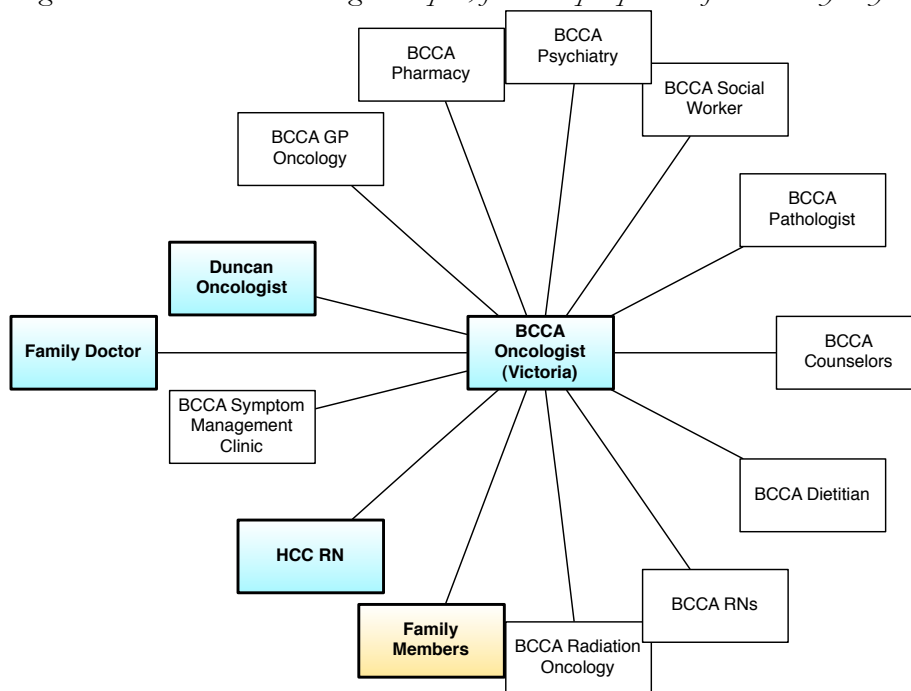 BCCA
Psychiatry
BCCA
Pharmacy
BCCA Social
Worker
BCCA GP
Oncology
BCCA
Pathologist
Duncan
Oncologist
Family Doctor
BCCA
Oncologist
(Victoria)
BCCA
Counselors
BCCA Symptom
Management
Clinic
BCCA Dietitian
HCC RN
BCCA RNs
Family
Members
BCCA Radiation
Oncology